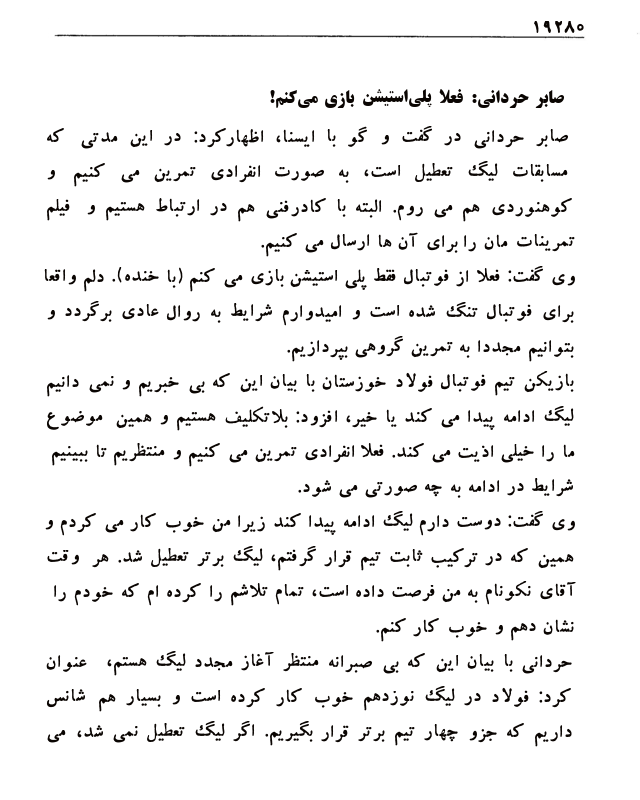 ۱۹۲۸۰
صابر حردانی: فعلا پلی‌استیشن بازی می‌کنم!
صابر حردانی در گفت و گو با ایسنا، اظهارکرد: در این مدتی که
مسابقات لیگ تعطیل است، به صورت انفرادی تمرین می کنیم و
کوهنوردی هم می روم. البته با کادرفنی هم در ارتباط هستیم و فیلم
تمرینات مان را برای آن ها ارسال می کنیم.
وی گفت: فعلا از فوتبال فقط پلی استیشن بازی می کنم (با خنده). دلم واقعا
برای فوتبال تنگ شده است و امیدوارم شرایط به روال عادی برگردد و
بتوانیم مجددا به تمرین گروهی بپردازیم.
بازیکن تیم فوتبال فولاد خوزستان با بیان این که بی خبریم و نمی دانیم
لیگ ادامه پیدا می کند یا خیر، افزود: بلاتکلیف هستیم و همین موضوع
ما را خیلی اذیت می کند. فعلا انفرادی تمرین می کنیم و منتظریم تا ببینیم
شرایط در ادامه به چه صورتی می شود.
وی گفت: دوست دارم لیگ ادامه پیدا کند زیرا من خوب کار می کردم و
همین که در ترکیب ثابت تیم قرار گرفتم، لیگ برتر تعطیل شد. هر وقت
آقای نکونام به من فرصت داده است، تمام تلاشم را کرده ام که خودم را
نشان دهم و خوب کار کنم.
حردانی با بیان این که بی صبرانه منتظر آغاز مجدد لیگ هستم، عنوان
کرد: فولاد در لیگ نوزدهم خوب کار کرده است و بسیار هم شانس
داریم که جزو چهار تیم برتر قرار بگیریم. اگر لیگ تعطیل نمی شد، می